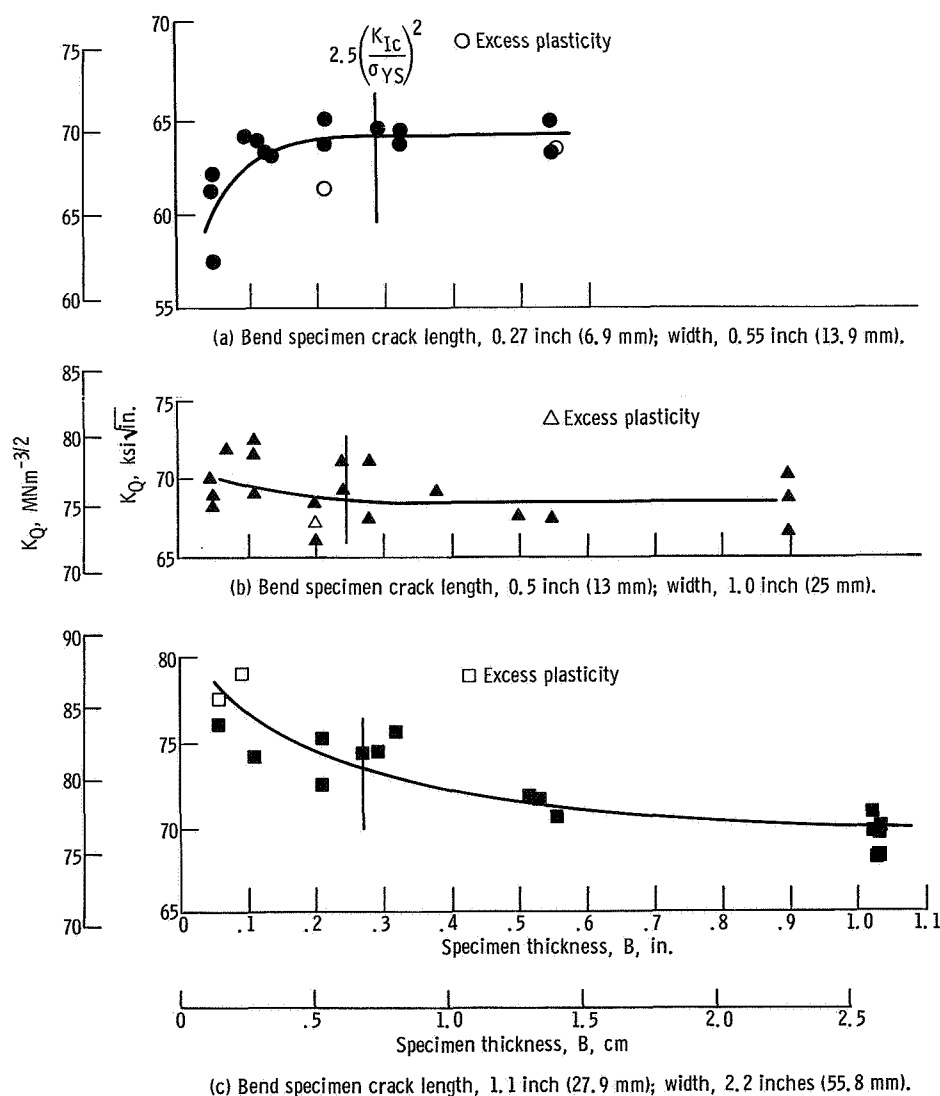 70
75
2.5(K_Ic/σ_YS)^2
○ Excess plasticity
65
70
60
65
60
55
(a) Bend specimen crack length, 0.27 inch (6.9 mm); width, 0.55 inch (13.9 mm).
85
75
80
△ Excess plasticity
K_Q, MNm^-3/2
K_Q, ksi√in.
70
75
65
70
(b) Bend specimen crack length, 0.5 inch (13 mm); width, 1.0 inch (25 mm).
90
80
□ Excess plasticity
85
75
80
70
75
65
70
0 .1 .2 .3 .4 .5 .6 .7 .8 .9 1.0 1.1
Specimen thickness, B, in.
0 .5 1.0 1.5 2.0 2.5
Specimen thickness, B, cm
(c) Bend specimen crack length, 1.1 inch (27.9 mm); width, 2.2 inches (55.8 mm).